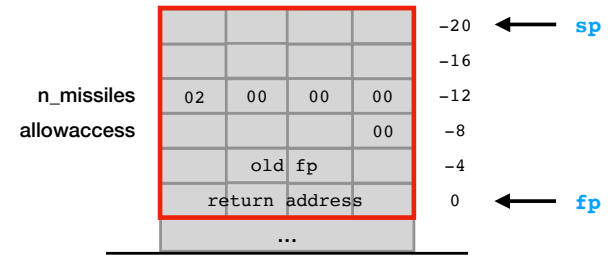 -20 sp
-16
n_missiles 02 00 00 00 -12
allowaccess 00 -8
old fp -4
return address 0 fp
...